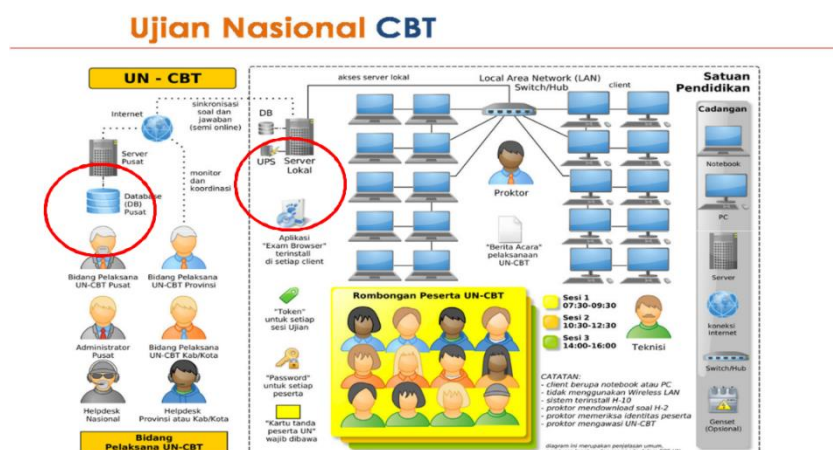 Ujian Nasional CBT
UN - CBT
Internet
sinkronisasi
soal dan
jawaban
(semi online)
Server
Pusat
Database
(DB)
Pusat
monitor
dan
koordinasi
Bidang Pelaksana
UN-CBT Pusat
Bidang Pelaksana
UN-CBT Provinsi
Administrator
Pusat
Bidang Pelaksana
UN-CBT Kab/Kota
Helpdesk
Nasional
Helpdesk
Provinsi atau Kab/Kota
Bidang
Pelaksana UN-CBT
akses server lokal
Local Area Network (LAN)
Switch/Hub
client
Satuan
Pendidikan
DB
UPS
Server
Lokal
Aplikasi
"Exam Browser"
terinstall
di setiap client
"Token"
untuk setiap
sesi Ujian
"Password"
untuk setiap
peserta
"Kartu tanda
peserta UN"
wajib dibawa
Proktor
"Berita Acara"
pelaksanaan
UN-CBT
Rombongan Peserta UN-CBT
Sesi 1
07:30-09:30
Sesi 2
10:30-12:30
Sesi 3
14:00-16:00
Teknisi
CATATAN:
- client berupa notebook atau PC
- tidak menggunakan Wireless LAN
- sistem terinstall H-10
- proktor mendownload soal H-2
- proktor memeriksa identitas peserta
- proktor mengawasi UN-CBT
diagram ini merupakan penjelasan umum,
Cadangan
Notebook
PC
Server
koneksi
Internet
Switch/Hub
Genset
(Opsional)